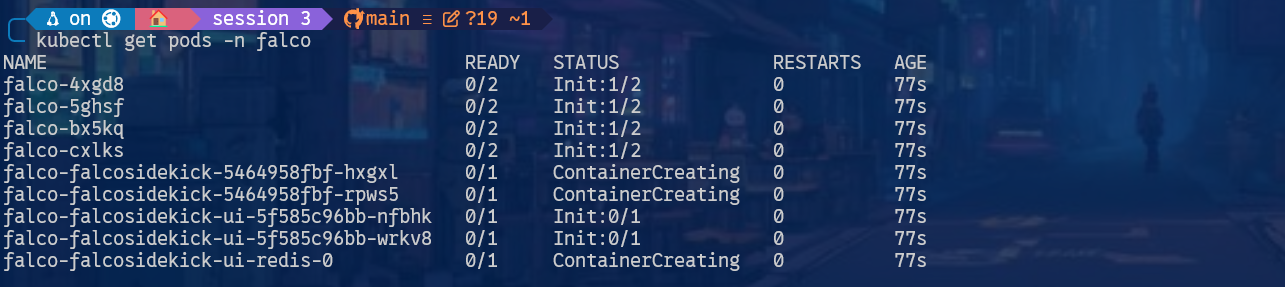 on session 3 main ≡ ?19 ~1
kubectl get pods -n falco
NAME READY STATUS RESTARTS AGE
falco-4xgd8 0/2 Init:1/2 0 77s
falco-5ghsf 0/2 Init:1/2 0 77s
falco-bx5kq 0/2 Init:1/2 0 77s
falco-cxlks 0/2 Init:1/2 0 77s
falco-falcosidekick-5464958fbf-hxgxl 0/1 ContainerCreating 0 77s
falco-falcosidekick-5464958fbf-rpws5 0/1 ContainerCreating 0 77s
falco-falcosidekick-ui-5f585c96bb-nfbhk 0/1 Init:0/1 0 77s
falco-falcosidekick-ui-5f585c96bb-wrkv8 0/1 Init:0/1 0 77s
falco-falcosidekick-ui-redis-0 0/1 ContainerCreating 0 77s